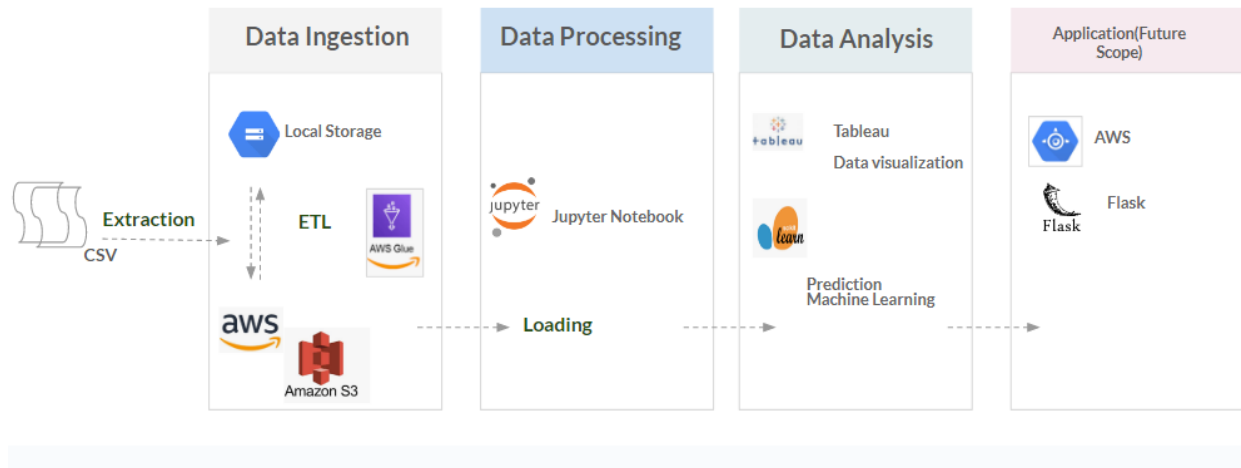 Data Ingestion
Data Processing
Data Analysis
Application(Future
Scope)
Local Storage
Extraction
CSV
ETL
AWS Glue
aws
Amazon S3
jupyter
Jupyter Notebook
Loading
tableau
Tableau
Data visualization
learn
Prediction
Machine Learning
AWS
Flask
Flask